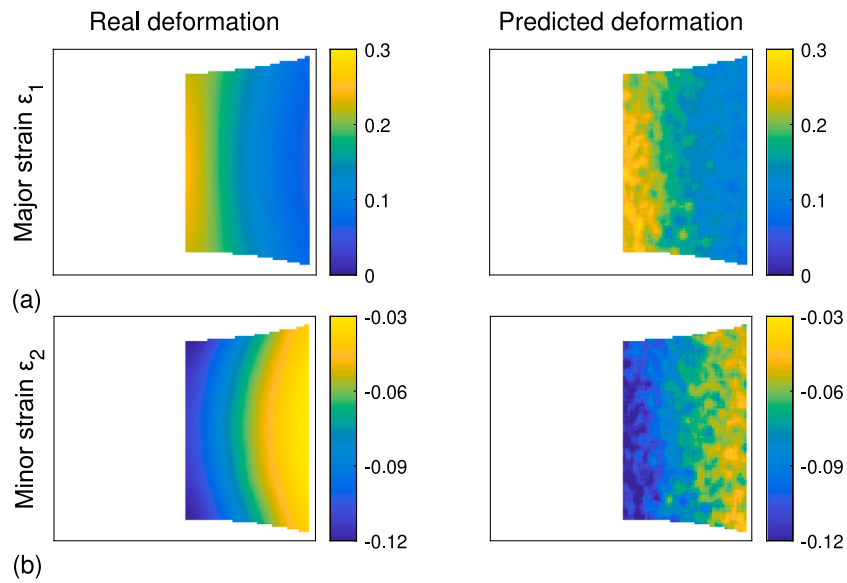 Real deformation
Predicted deformation
Major strain ε1
0.3
0.2
0.1
0
0.3
0.2
0.1
0
(a)
Minor strain ε2
-0.03
-0.06
-0.09
-0.12
-0.03
-0.06
-0.09
-0.12
(b)